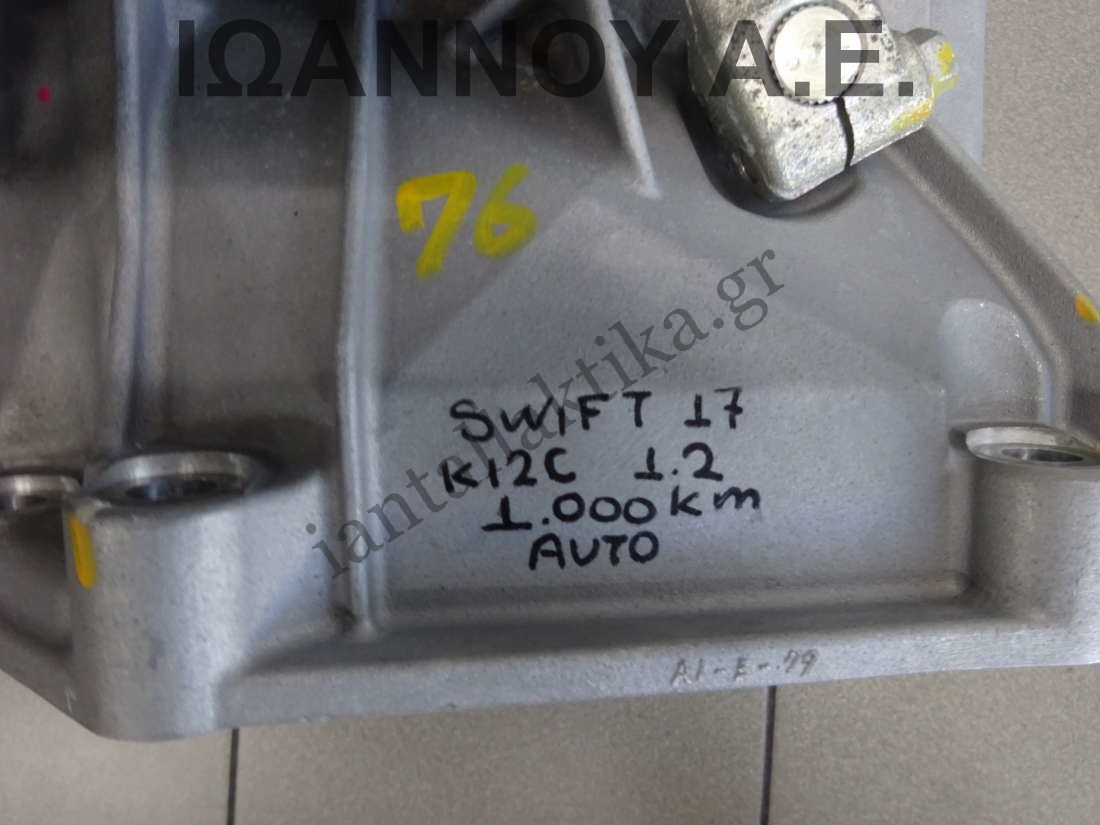 ΙΩΑΝΝΟΥ Α.Ε.
76
iantallaktika.gr
SWIFT 17
K12C 1.2
1.000 km
AUTO
A1-E-79